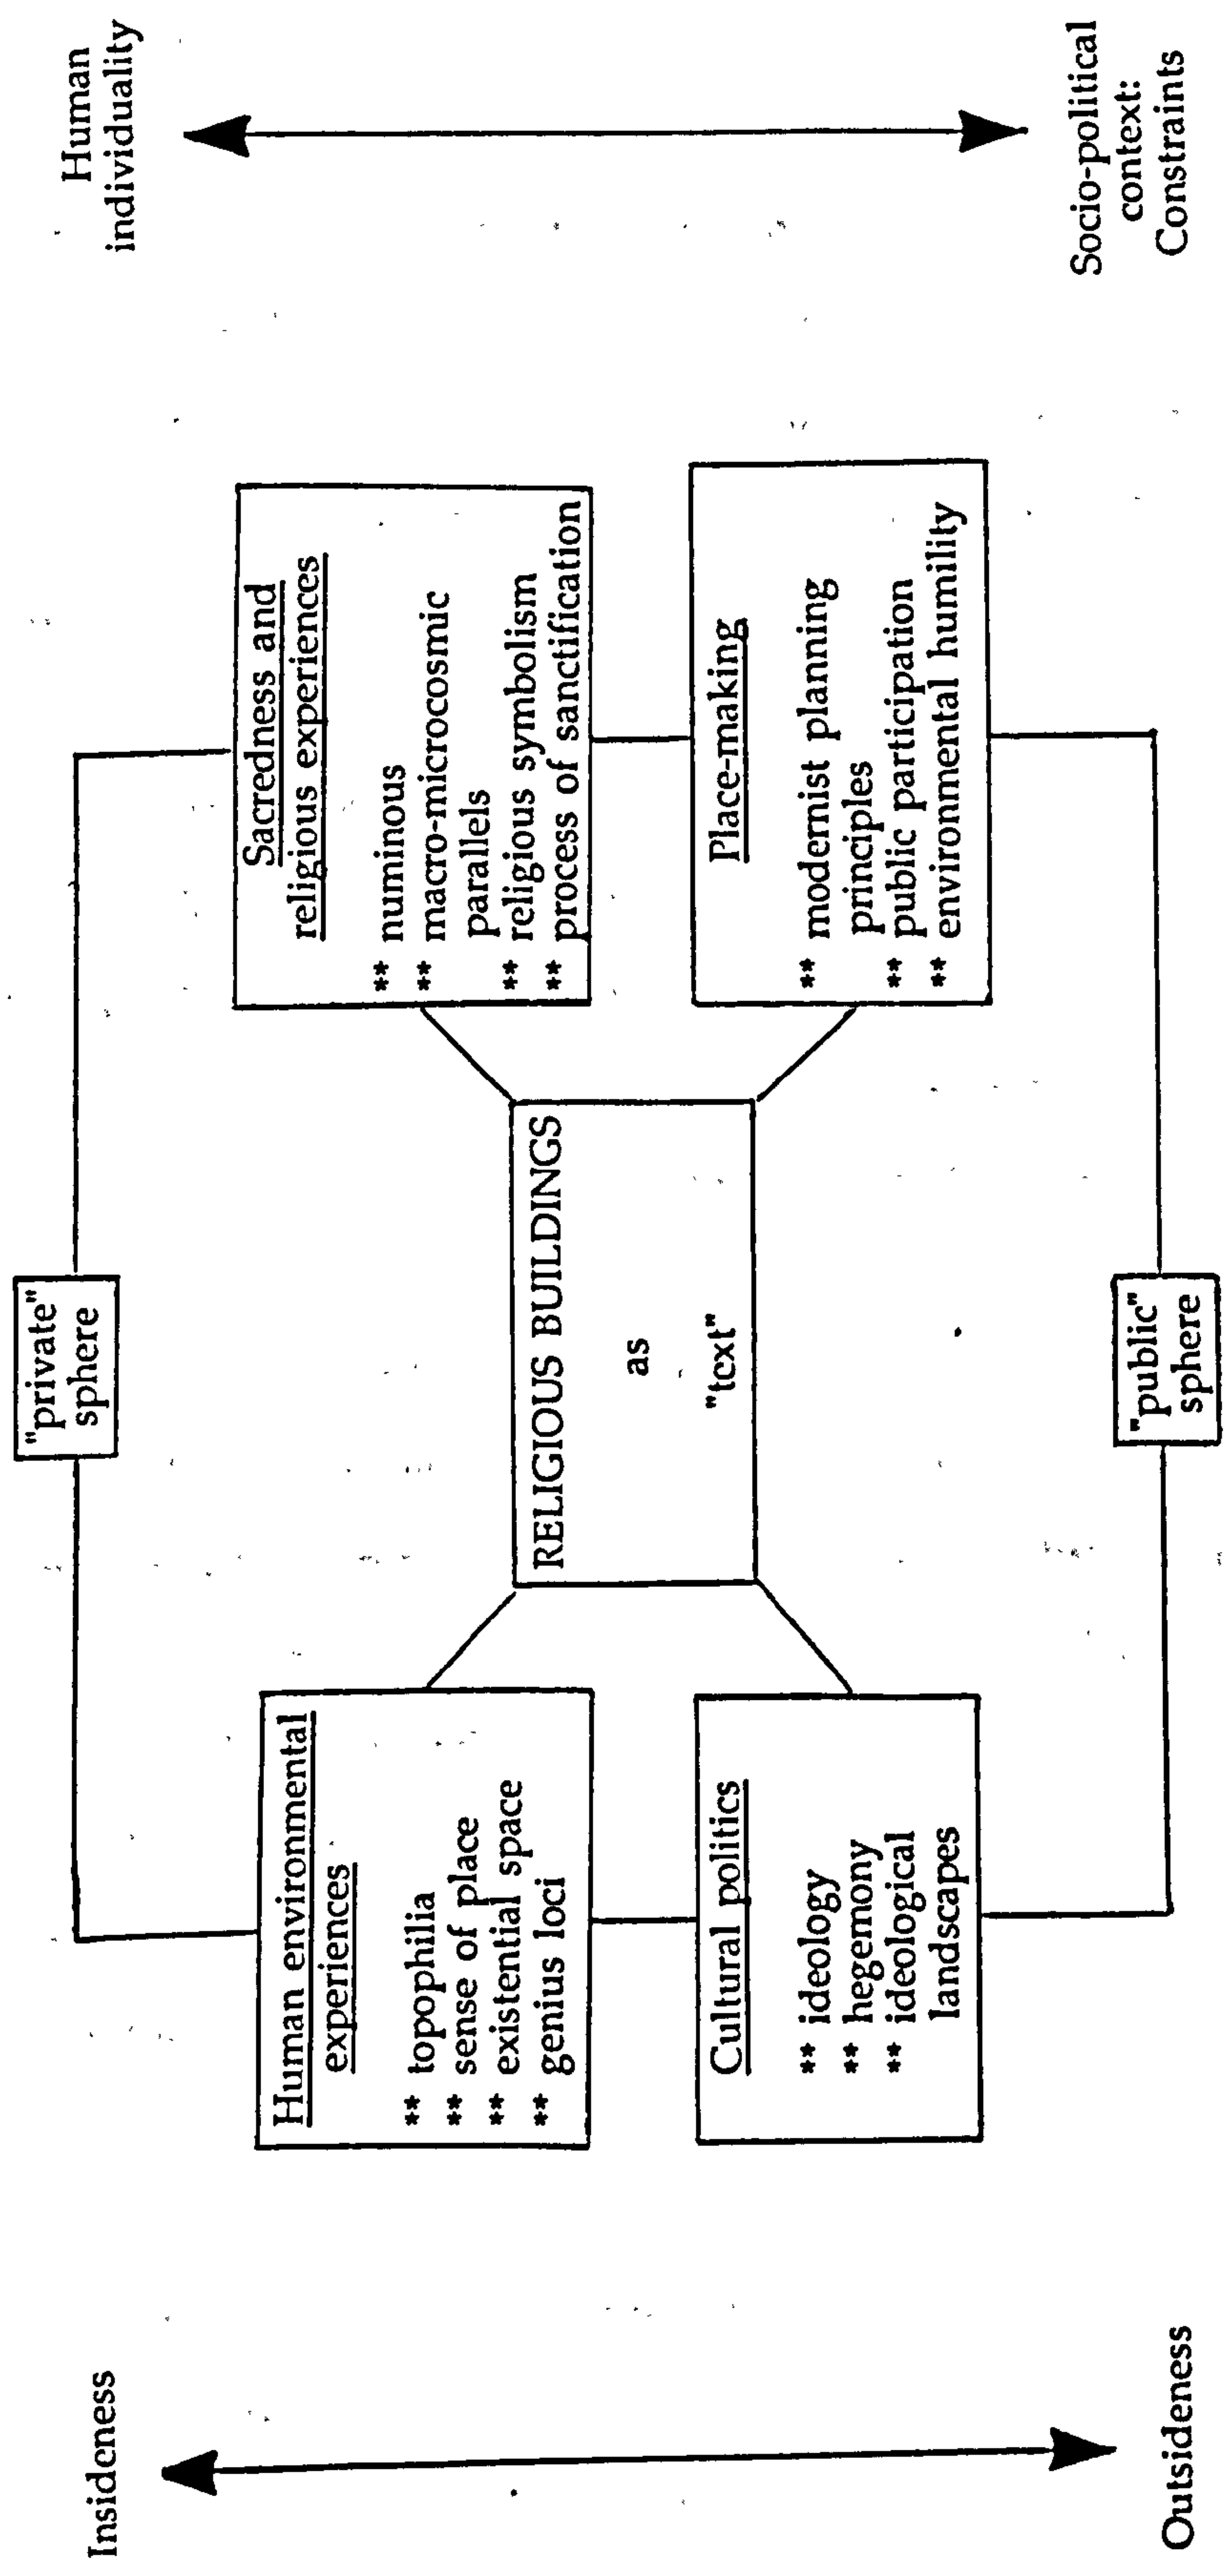 Insideness
Outsideness
"private"
sphere
Human environmental
experiences
** topophilia
** sense of place
** existential space
** genius loci
Sacredness and
religious experiences
** numinous
** macro-microcosmic
parallels
** religious symbolism
** process of sanctification
RELIGIOUS BUILDINGS
as
"text"
Cultural politics
** ideology
** hegemony
** ideological
landscapes
Place-making
** modernist planning
principles
** public participation
** environmental humility
"public"
sphere
Human
individuality
Socio-political
context:
Constraints